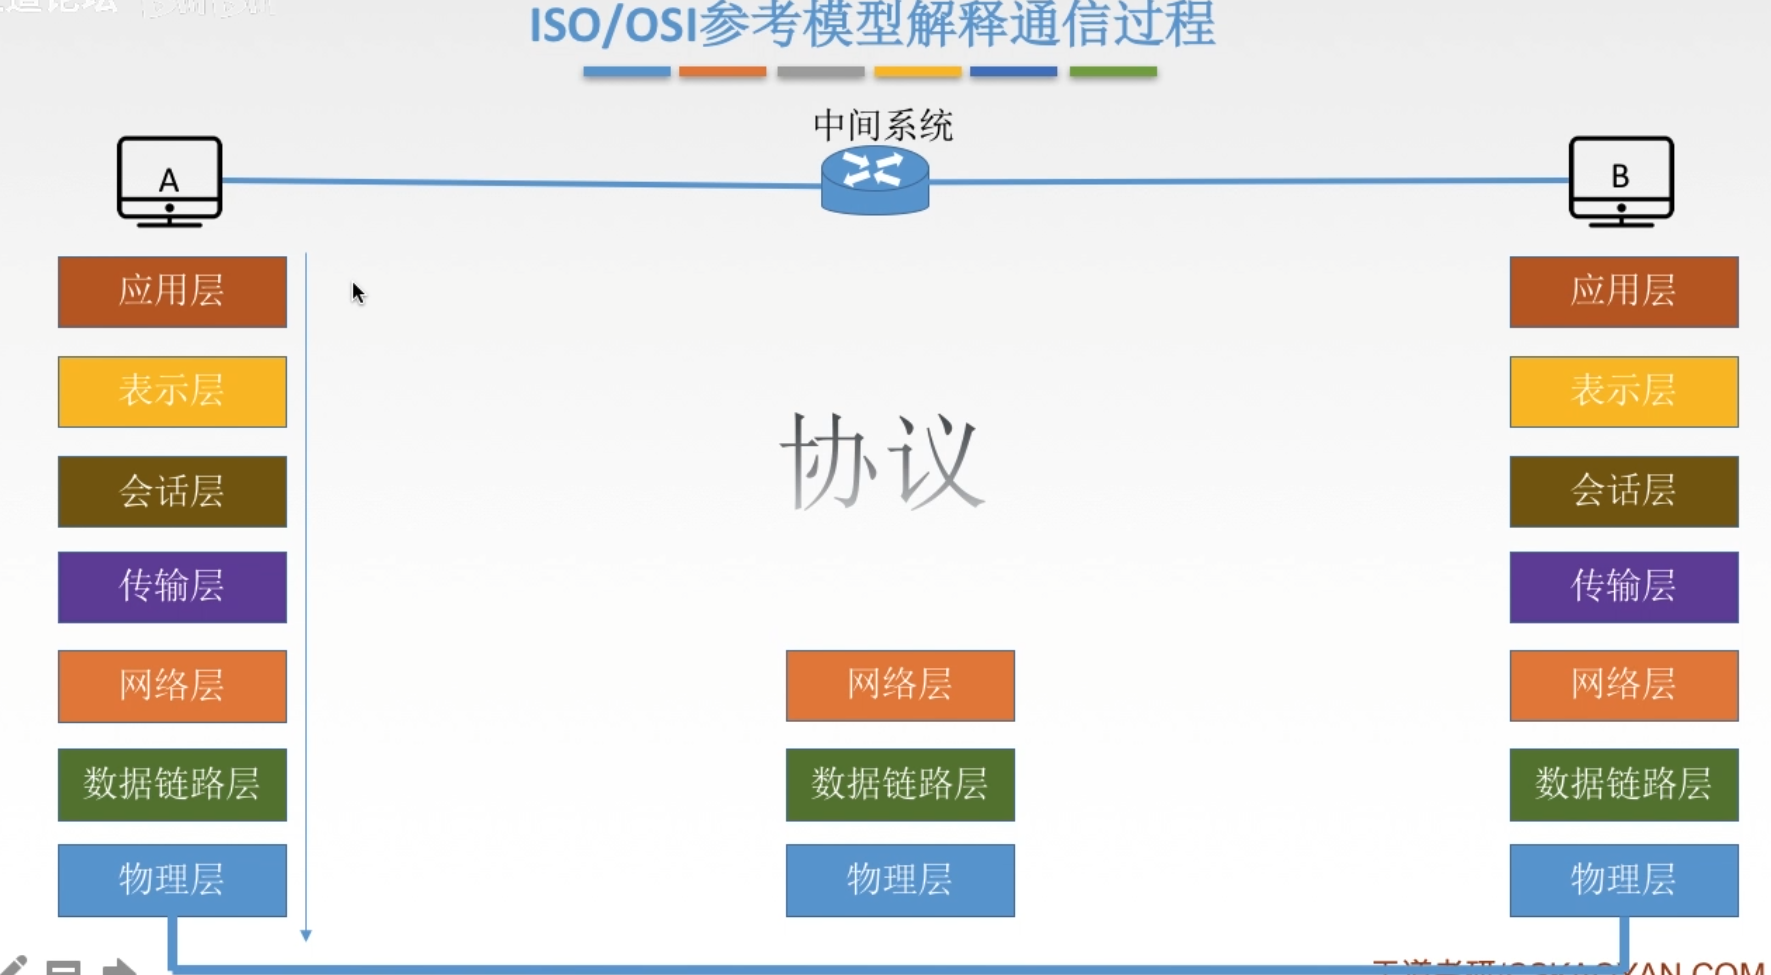 ISO/OSI参考模型解释通信过程
中间系统
A
B
应用层
应用层
表示层
表示层
协议
会话层
会话层
传输层
传输层
网络层
网络层
网络层
数据链路层
数据链路层
数据链路层
物理层
物理层
物理层